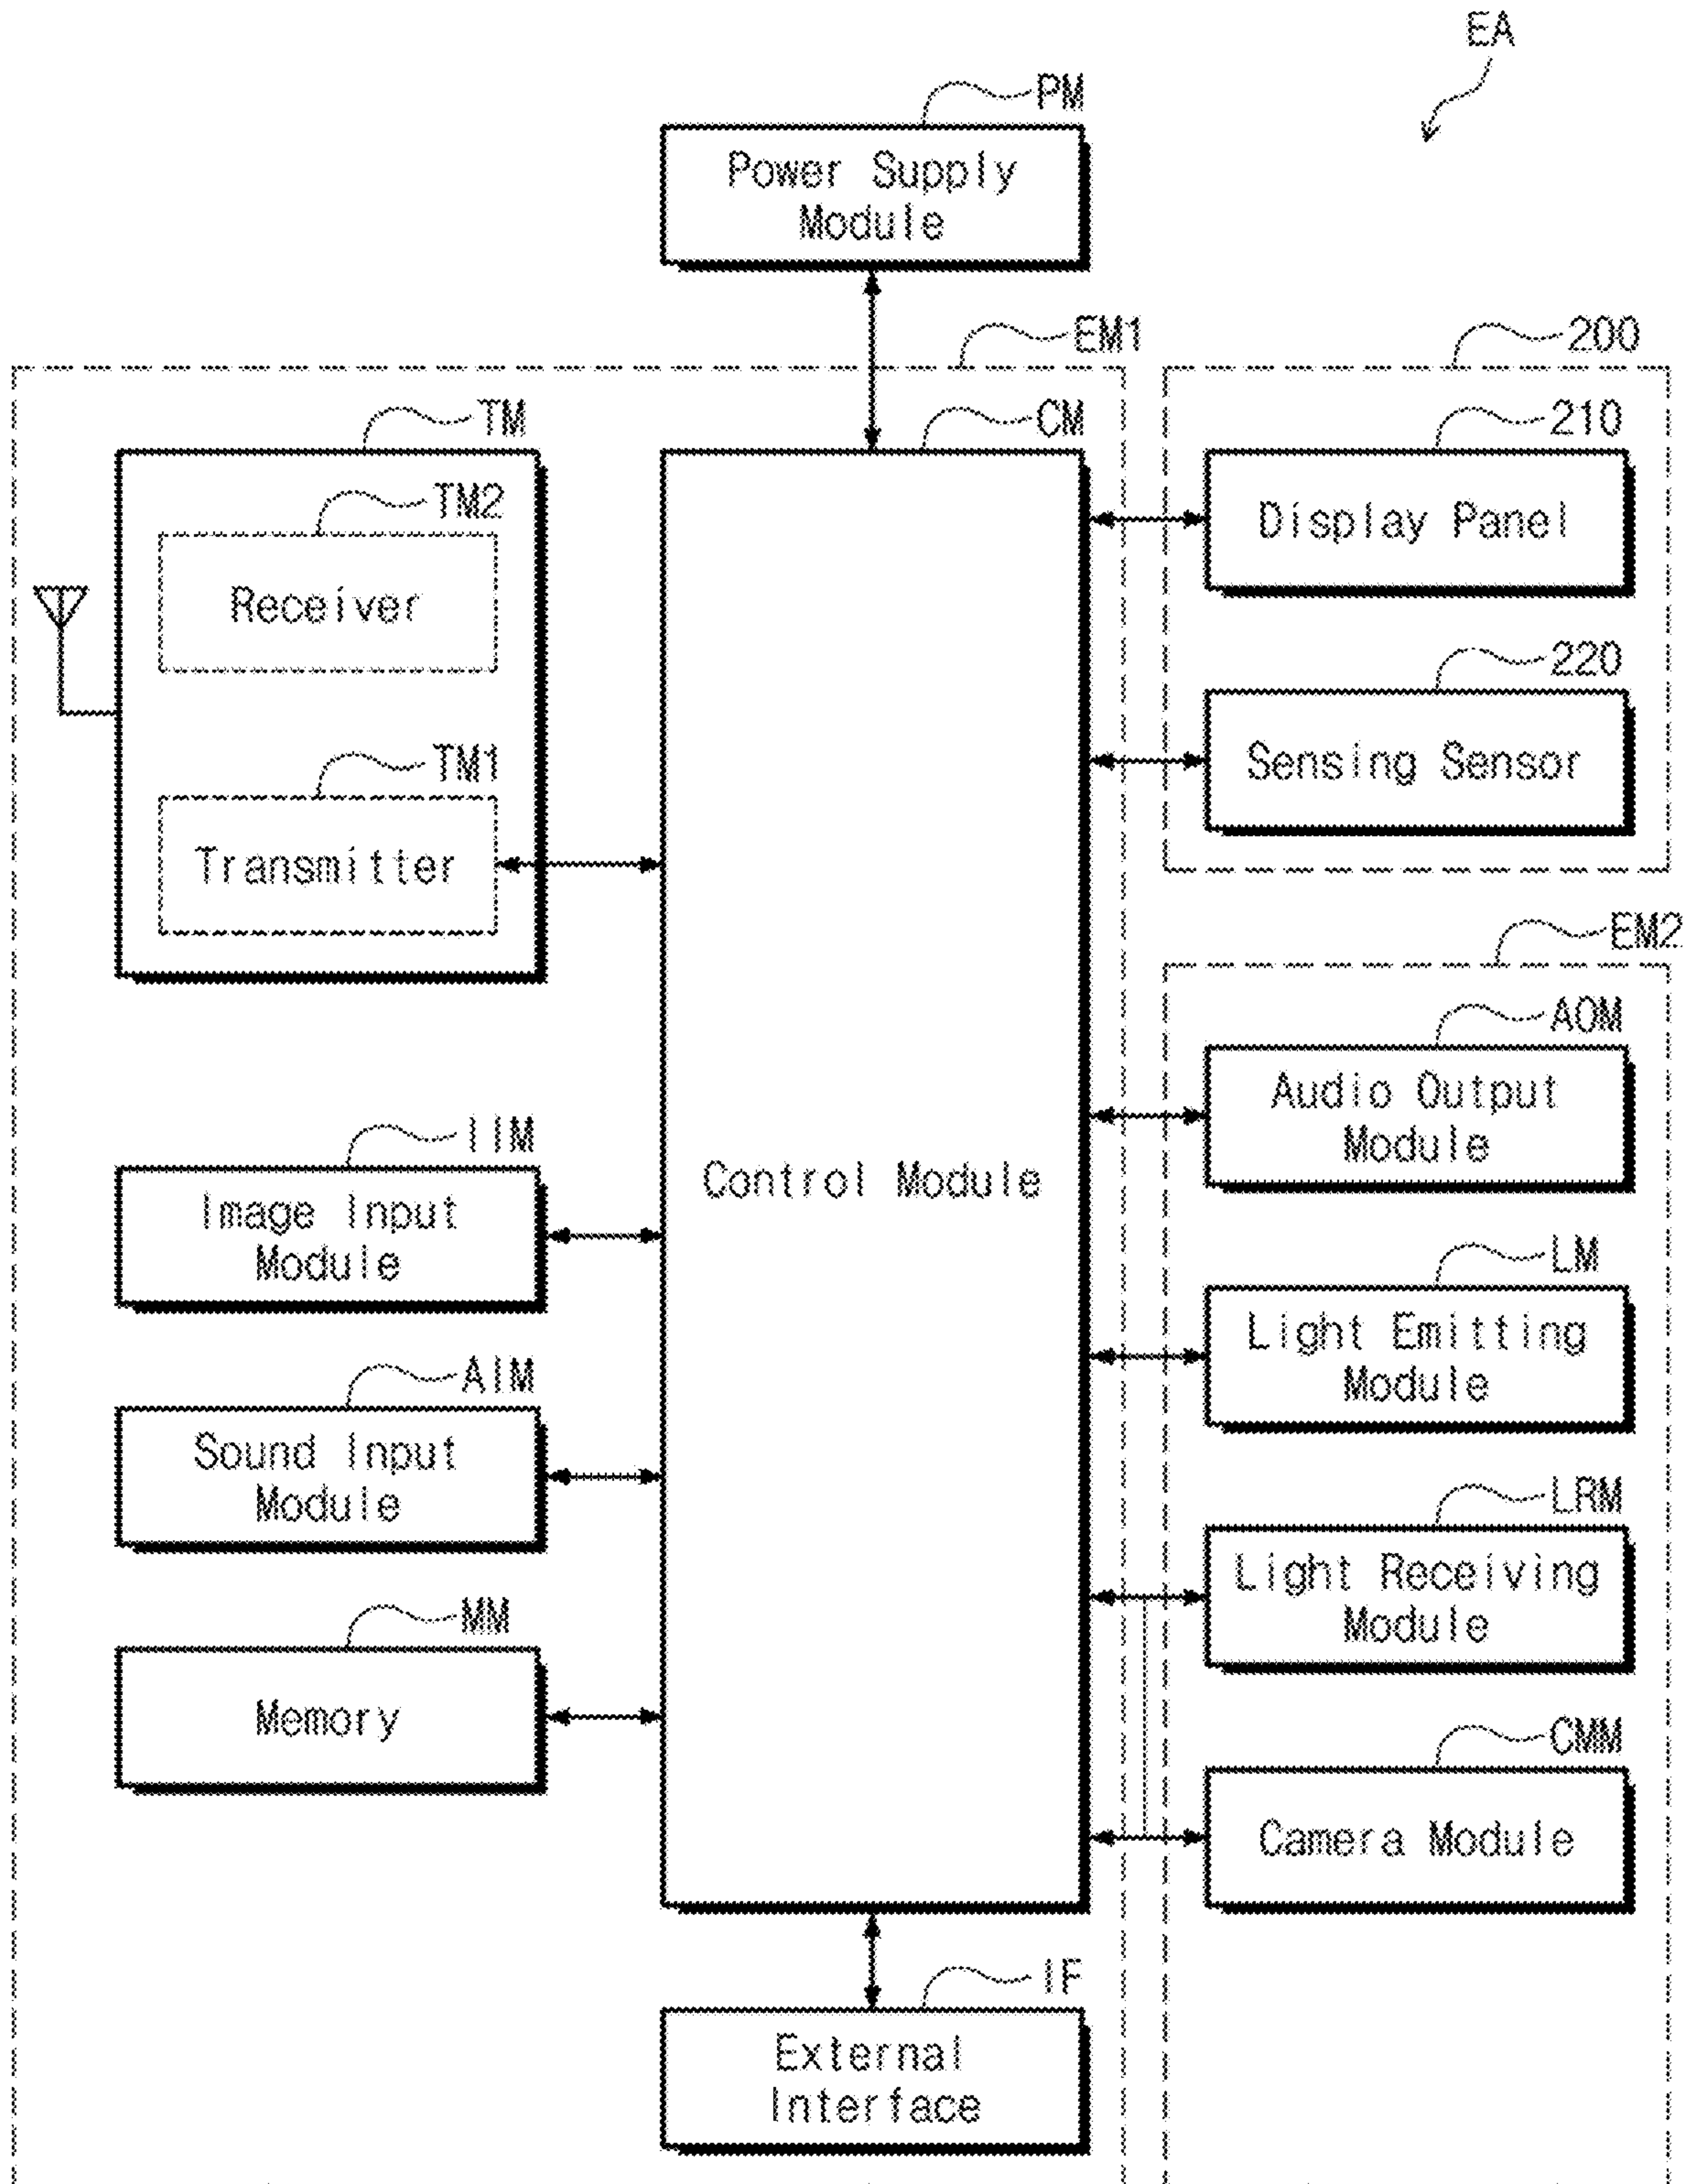 EA
PM
Power Supply
Module
EM1
200
TM
CM
210
TM2
Display Panel
Receiver
220
TM1
Sensing Sensor
Transmitter
EM2
AOM
Audio Output
Module
IIM
Control Module
Image Input
Module
LM
Light Emitting
Module
AIM
Sound Input
Module
LRM
Light Receiving
Module
MM
Memory
CMM
Camera Module
IF
External
Interface